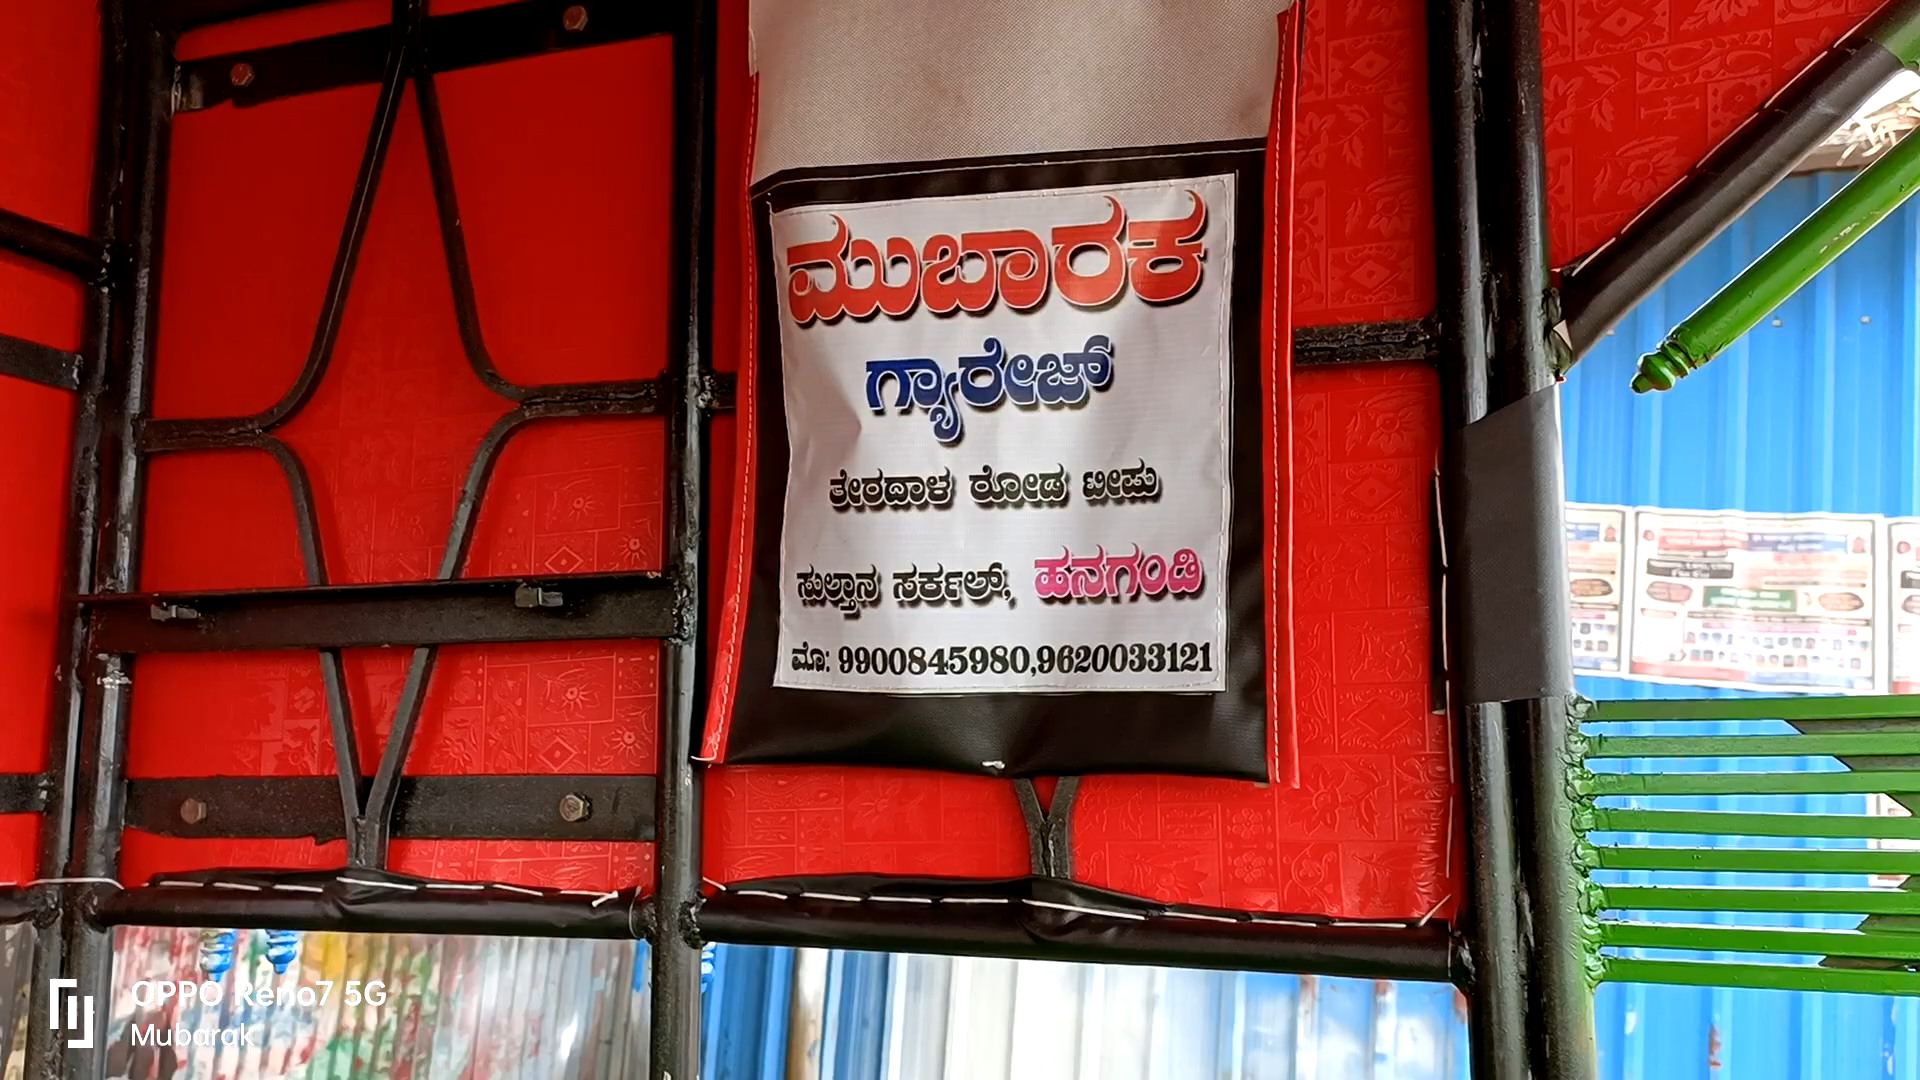 ಮುಬಾರಕ
ಗ್ಯಾರೇಜ್
ತೇರದಾಳ ರೋಡ ಟೀಪು
ಸುಲ್ತಾನ ಸರ್ಕಲ್, ಹನಗಂಡಿ
ಮೊ: 9900845980,9620033121
OPPO Reno7 5G
Mubarak